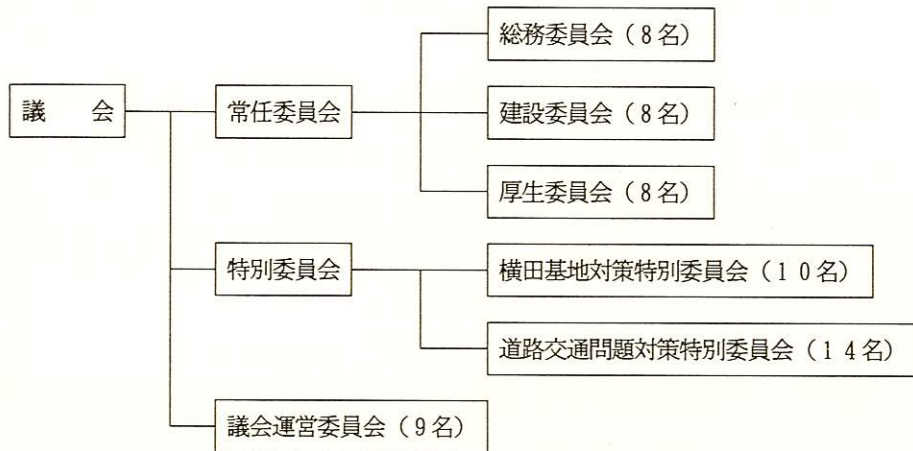 総務委員会（８名）
議　会
常任委員会
建設委員会（８名）
厚生委員会（８名）
特別委員会
横田基地対策特別委員会（１０名）
道路交通問題対策特別委員会（１４名）
議会運営委員会（９名）